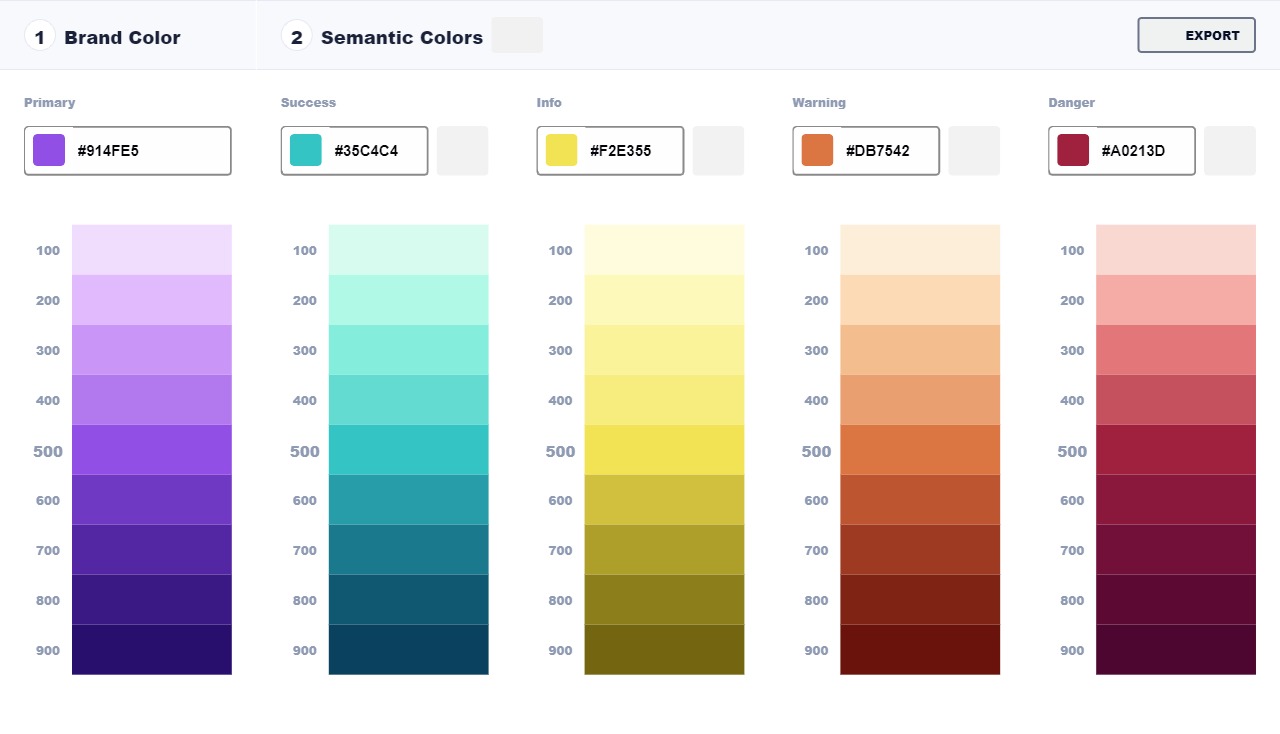 1 Brand Color
2 Semantic Colors
EXPORT
Primary
Success
Info
Warning
Danger
#914FE5
#35C4C4
#F2E355
#DB7542
#A0213D
100 100 100 100 100
200 200 200 200 200
300 300 300 300 300
400 400 400 400 400
500 500 500 500 500
600 600 600 600 600
700 700 700 700 700
800 800 800 800 800
900 900 900 900 900